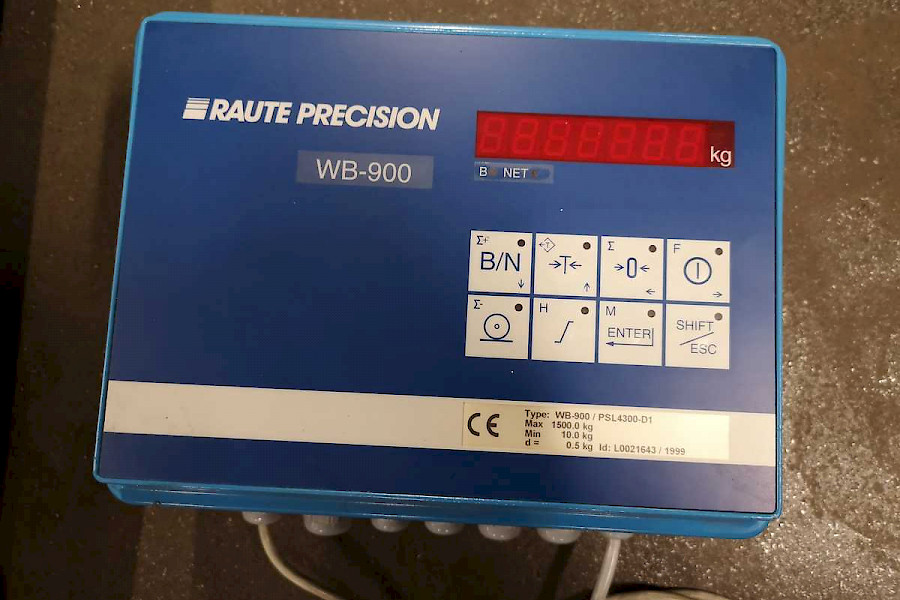 RAUTE PRECISION
WB-900
kg
B NET
Σ+
B/N
↓
T
→T←
↑
Σ
→0←
←
F
→
Σ-
H
M
ENTER
SHIFT
/
ESC
CE
Type: WB-900 / PSL4300-D1
Max 1500.0 kg
Min 10.0 kg
d = 0.5 kg Id: L0021643 / 1999